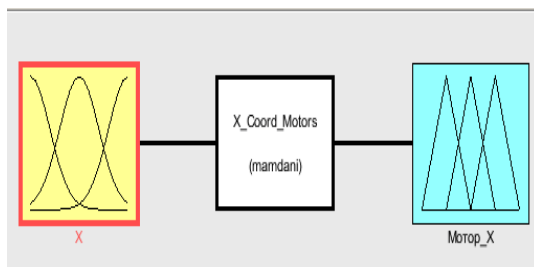 X_Coord_Motors
(mamdani)
X
Мотор_X